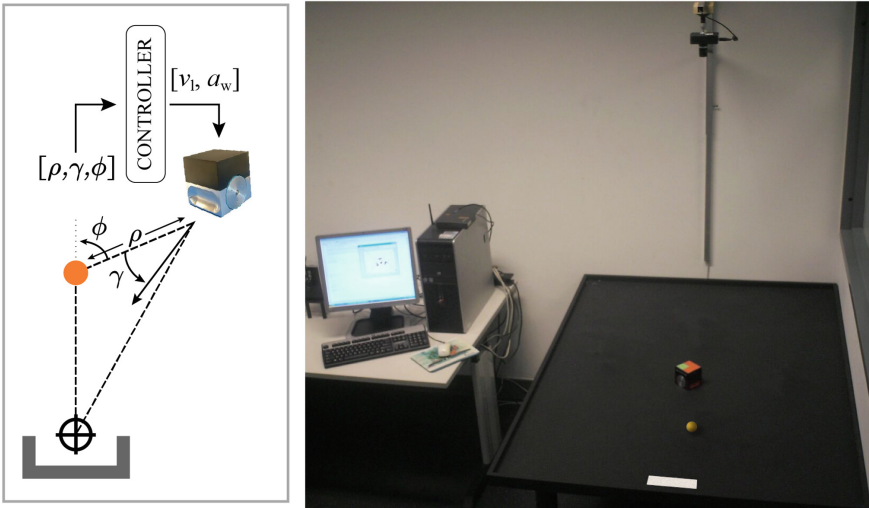 CONTROLLER
[v_l, a_w]
[ρ,γ,ϕ]
ϕ
ρ
γ